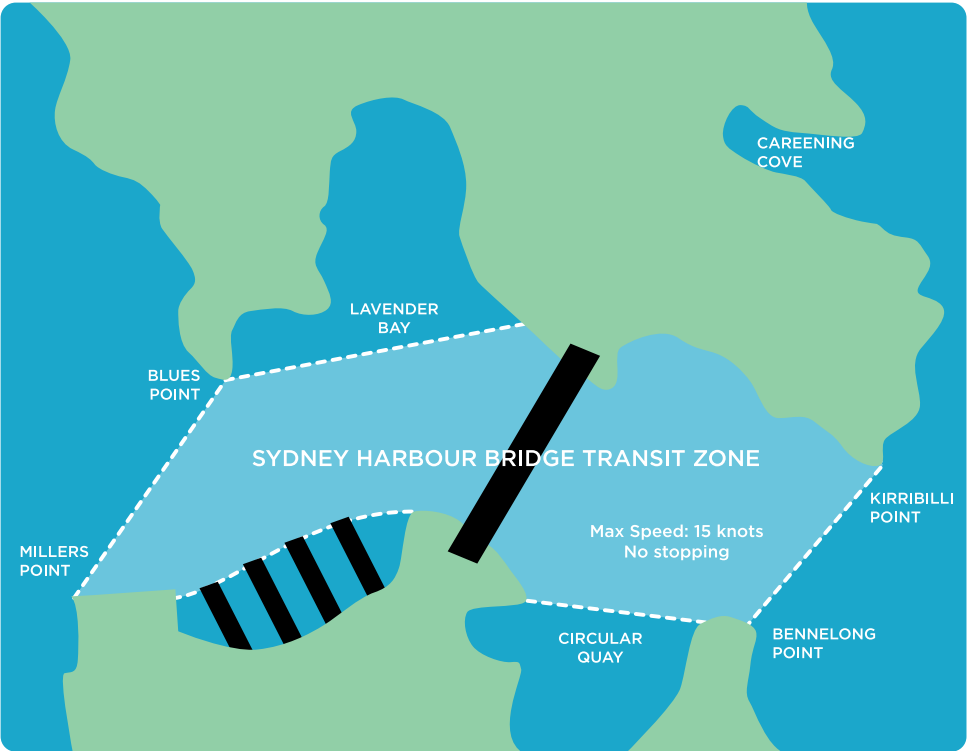 CAREENING
COVE
LAVENDER
BAY
BLUES
POINT
SYDNEY HARBOUR BRIDGE TRANSIT ZONE
KIRRIBILLI
POINT
Max Speed: 15 knots
No stopping
MILLERS
POINT
CIRCULAR
QUAY
BENNELONG
POINT